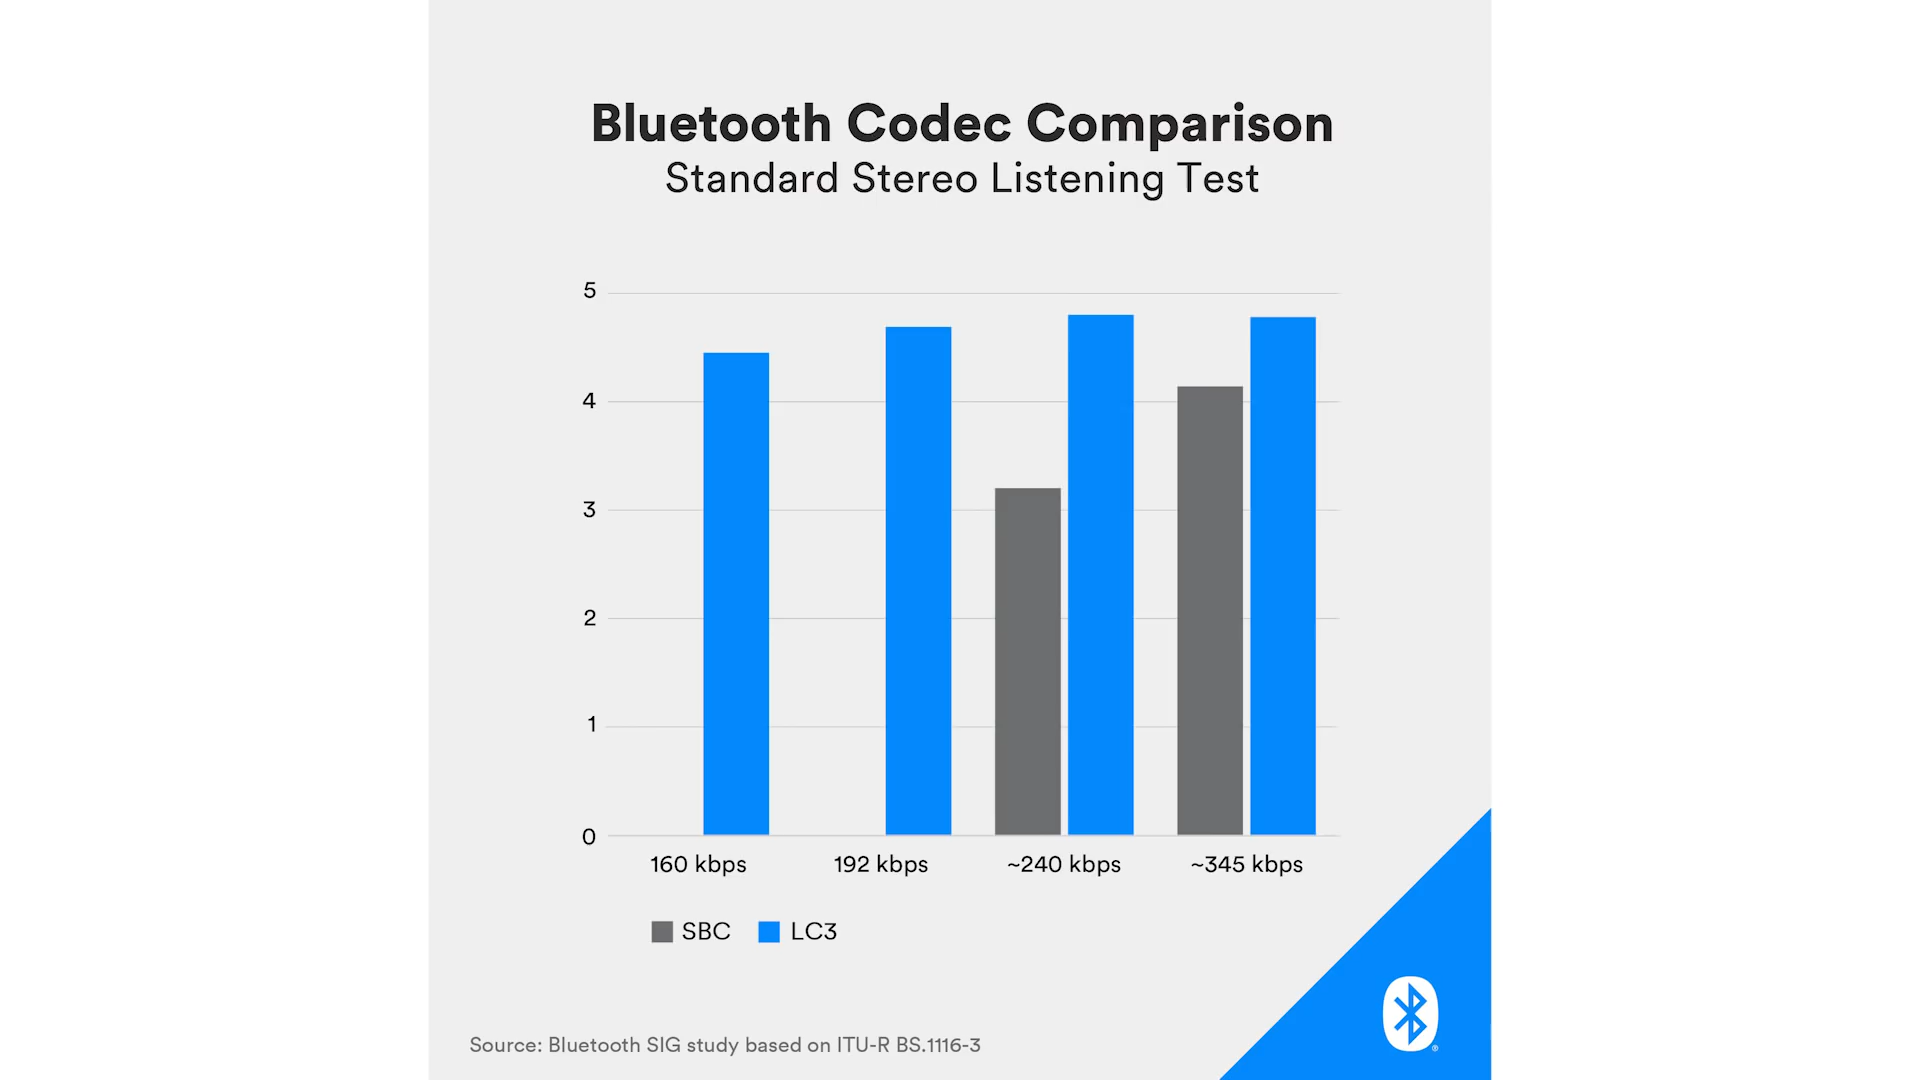 Bluetooth Codec Comparison
Standard Stereo Listening Test
5
4
3
2
1
0
160 kbps
192 kbps
~240 kbps
~345 kbps
SBC
LC3
Source: Bluetooth SIG study based on ITU-R BS.1116-3
®